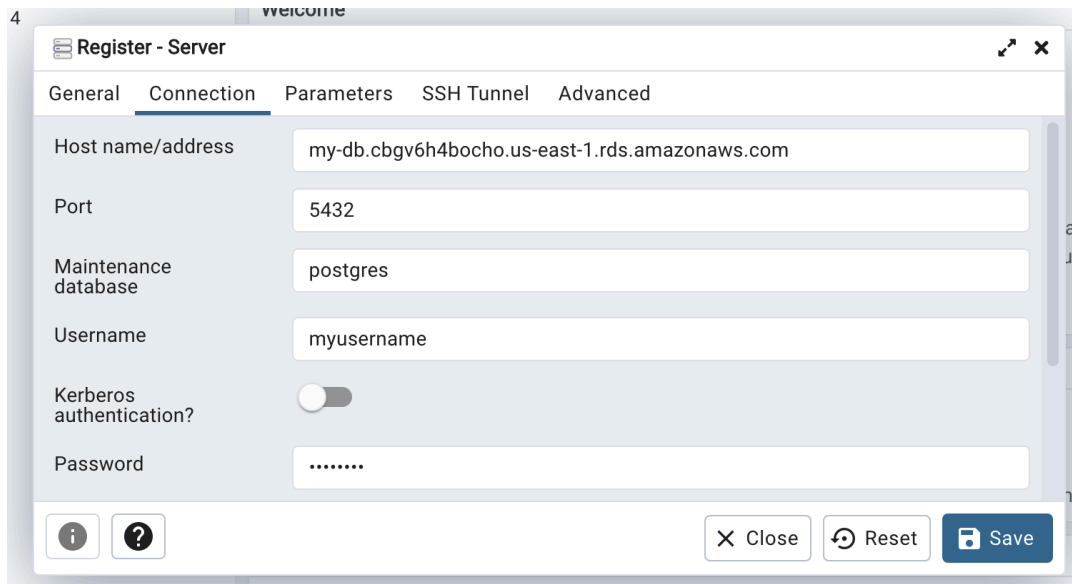 4
Welcome
Register - Server
General Connection Parameters SSH Tunnel Advanced
Host name/address my-db.cbgv6h4bocho.us-east-1.rds.amazonaws.com
Port 5432
Maintenance
database postgres
Username myusername
Kerberos
authentication?
Password ••••••••
Close Reset Save